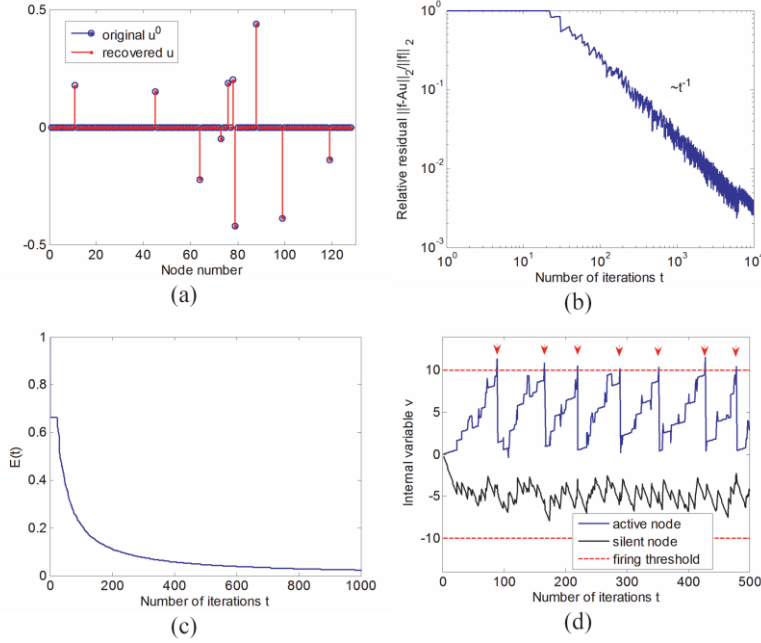 0.5
original u⁰
recovered u
0
-0.5
0 20 40 60 80 100 120
Node number
(a)
10⁰
10⁻¹
10⁻²
10⁻³
Relative residual ||f-Au||₂/||f||₂
~t⁻¹
10⁰ 10¹ 10² 10³ 10⁴
Number of iterions t
(b)
1
0.8
0.6
0.4
0.2
0
E(t)
0 200 400 600 800 1000
Number of iterations t
(c)
10
5
0
-5
-10
Internal variable v
active node
silent node
firing threshold
0 100 200 300 400 500
Number of iterations t
(d)